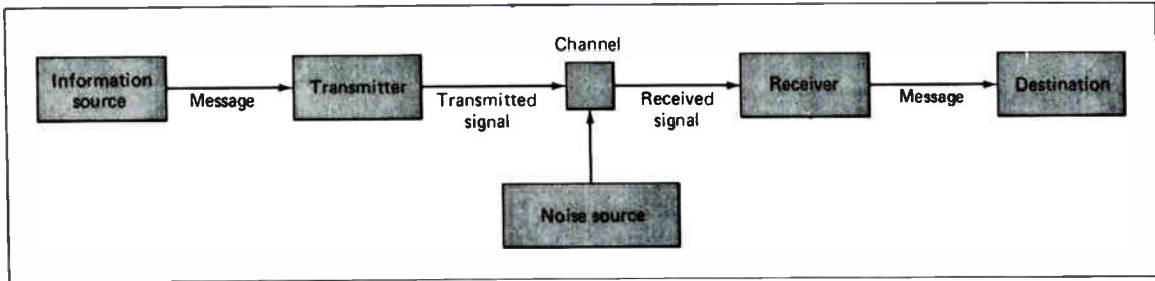 Channel
Information
source
Message
Transmitter
Transmitted
signal
Received
signal
Receiver
Message
Destination
Noise source